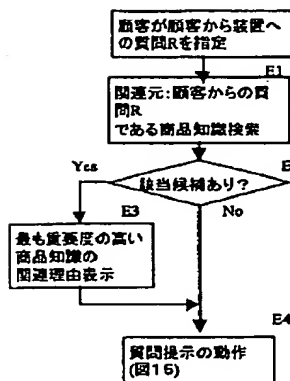 顧客が顧客から装置へ
の質問Rを指定
E1
関連元:顧客からの質
問R
である商品知識検索
Yes
E
該当候補あり?
E3
No
最も重要度の高い
商品知識の
関連理由表示
E4
質問提示の動作
(図15)